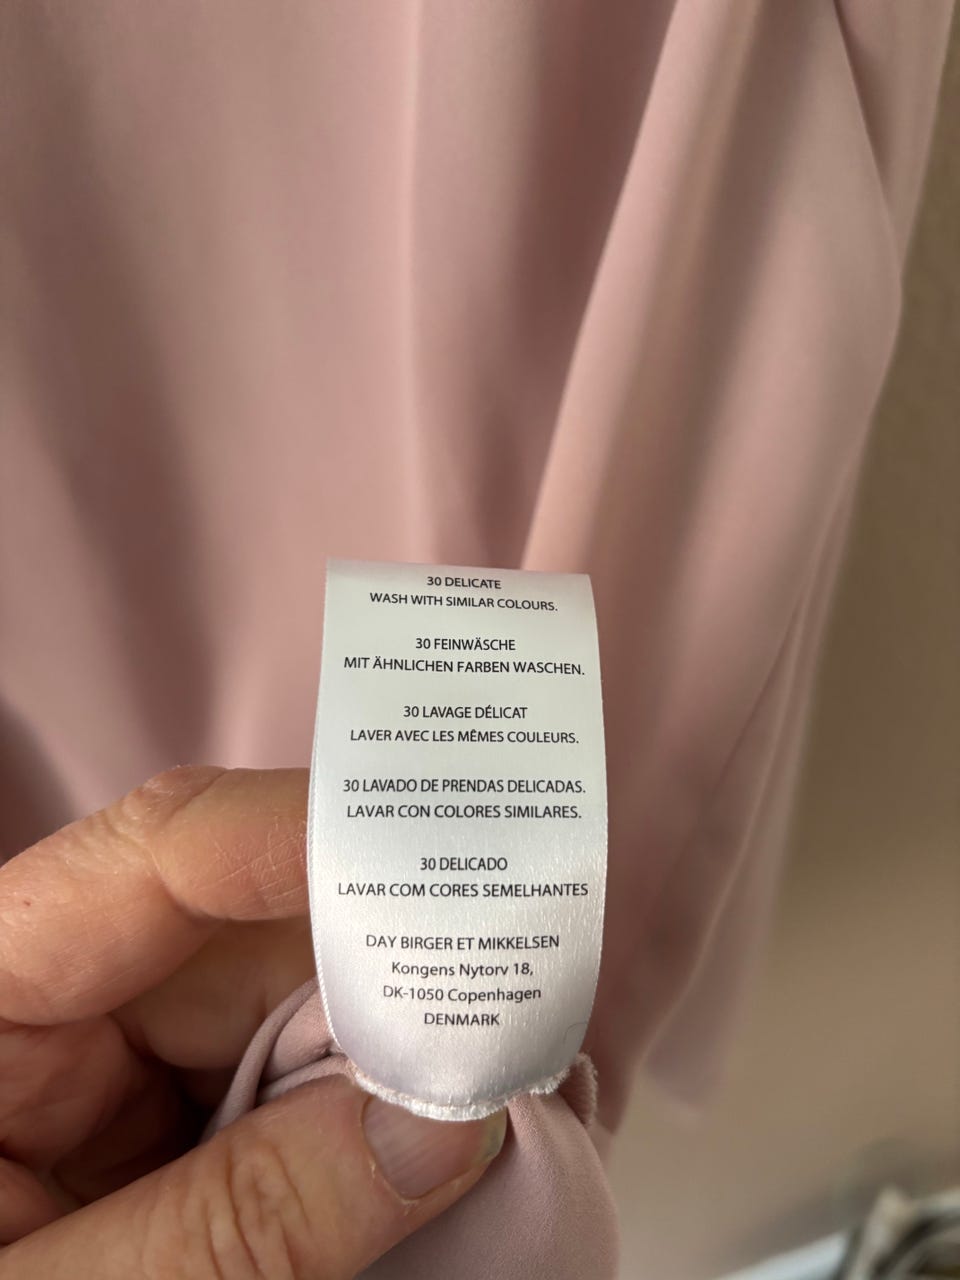 30 DELICATE
WASH WITH SIMILAR COLOURS.
30 FEINWÄSCHE
MIT ÄHNLICHEN FARBEN WASCHEN.
30 LAVAGE DÉLICAT
LAVER AVEC LES MÊMES COULEURS.
30 LAVADO DE PRENDAS DELICADAS.
LAVAR CON COLORES SIMILARES.
30 DELICADO
LAVAR COM CORES SEMELHANTES
DAY BIRGER ET MIKKELSEN
Kongens Nytorv 18,
DK-1050 Copenhagen
DENMARK